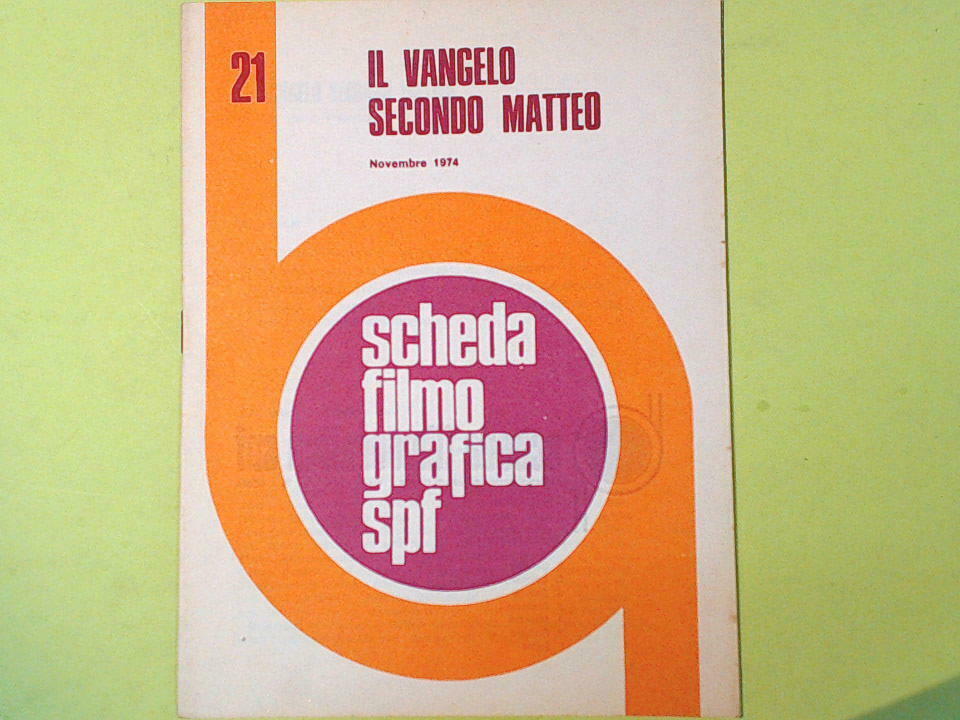 21
IL VANGELO
SECONDO MATTEO
Novembre 1974
scheda
filmo
grafica
spf